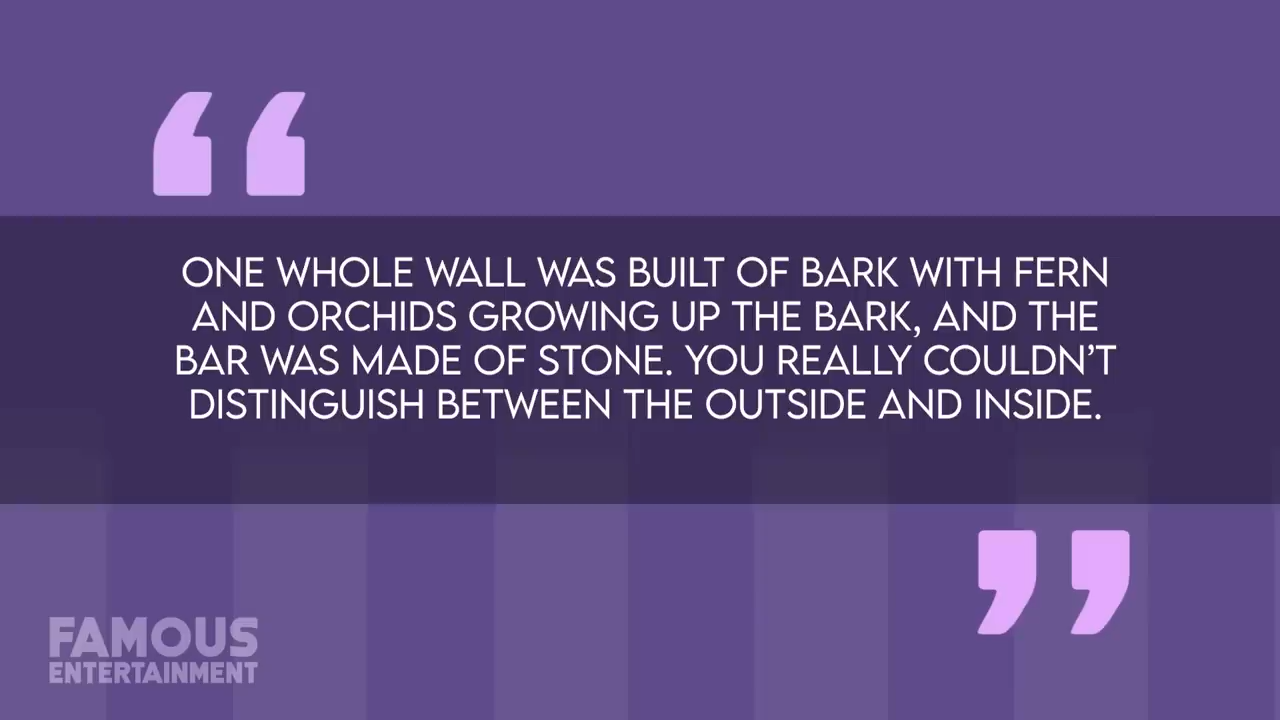 ONE WHOLE WALL WAS BUILT OF BARK WITH FERN
AND ORCHIDS GROWING UP THE BARK, AND THE
BAR WAS MADE OF STONE. YOU REALLY COULDN’T
DISTINGUISH BETWEEN THE OUTSIDE AND INSIDE.
FAMOUS
ENTERTAINMENT